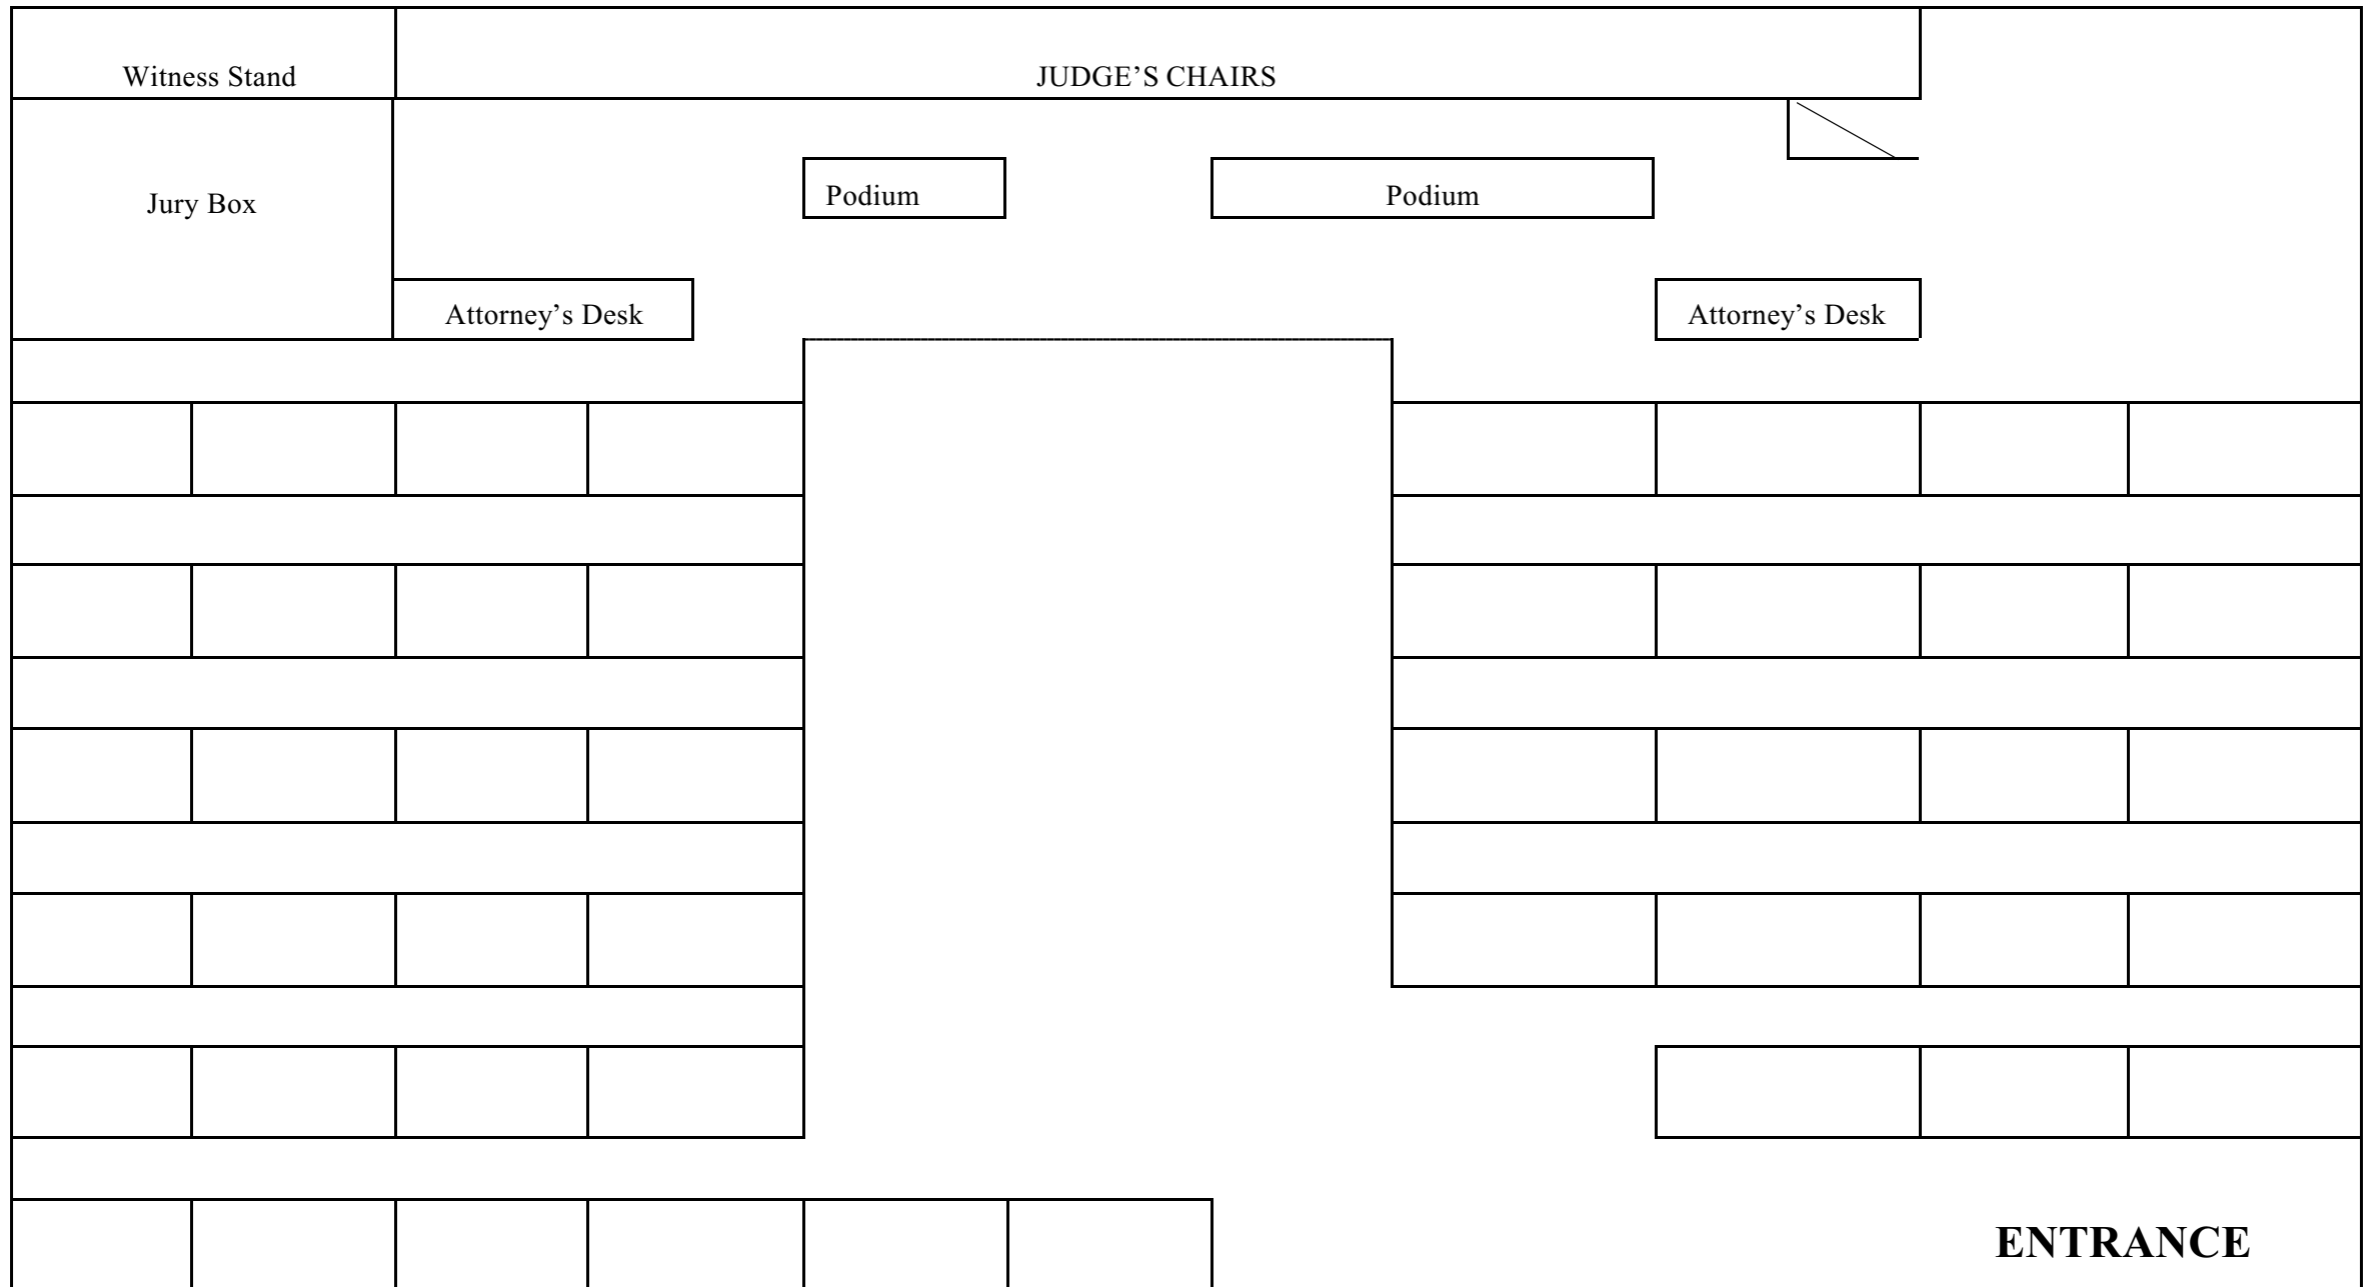 Witness Stand
JUDGE’S CHAIRS
Jury Box
Podium
Podium
Attorney’s Desk
Attorney’s Desk
ENTRANCE